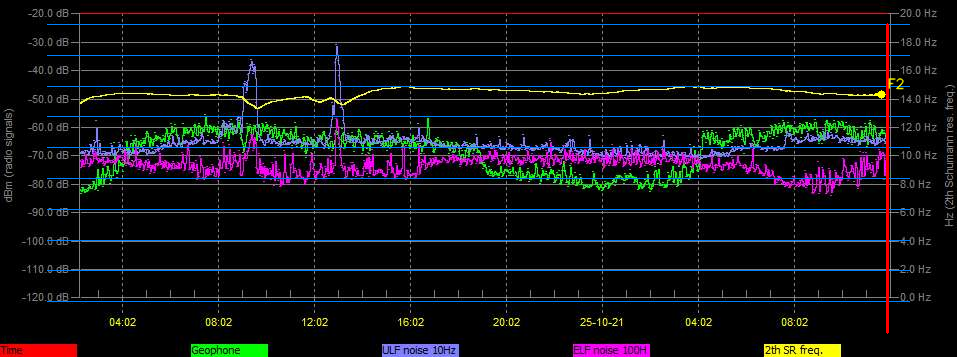 -20.0 dB
20.0 Hz
-30.0 dB
18.0 Hz
-40.0 dB
16.0 Hz
F2
-50.0 dB
14.0 Hz
-60.0 dB
12.0 Hz
-70.0 dB
10.0 Hz
-80.0 dB
8.0 Hz
-90.0 dB
6.0 Hz
-100.0 dB
4.0 Hz
-110.0 dB
2.0 Hz
-120.0 dB
0.0 Hz
dBm (radio signals)
Hz (2th Schumann res. freq.)
04:02 08:02 12:02 16:02 20:02 25-10-21 04:02 08:02
Time Geophone ULF noise 10Hz ELF noise 100H 2th SR freq.